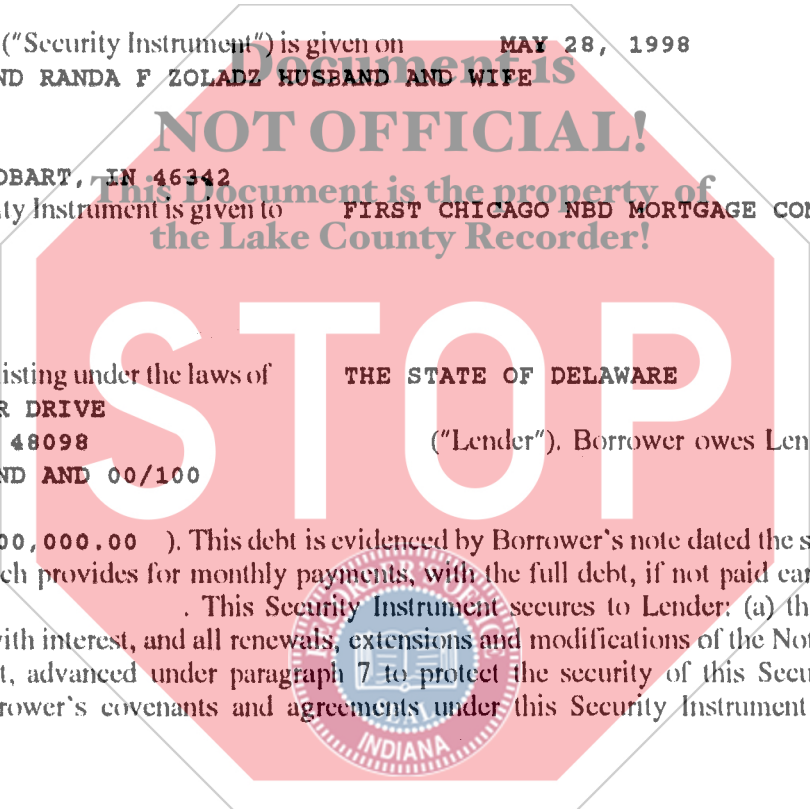 ("Security Instrument") is given on MAY 28, 1998
ND RANDA F ZOLADZ HUSBAND AND WIFE
Document is
NOT OFFICIAL!
OBART, IN 46342
This Document is the property of
ty Instrument is given to FIRST CHICAGO NBD MORTGAGE COM
the Lake County Recorder!
STOP
isting under the laws of THE STATE OF DELAWARE
R DRIVE
48098 ("Lender"). Borrower owes Len
ND AND 00/100
00,000.00 ). This debt is evidenced by Borrower's note dated the s
ch provides for monthly payments, with the full debt, if not paid ear
. This Security Instrument secures to Lender: (a) th
with interest, and all renewals, extensions and modifications of the Not
t, advanced under paragraph 7 to protect the security of this Secu
rower's covenants and agreements under this Security Instrument
RECORDER'S OFFICE
SEAL
INDIANA